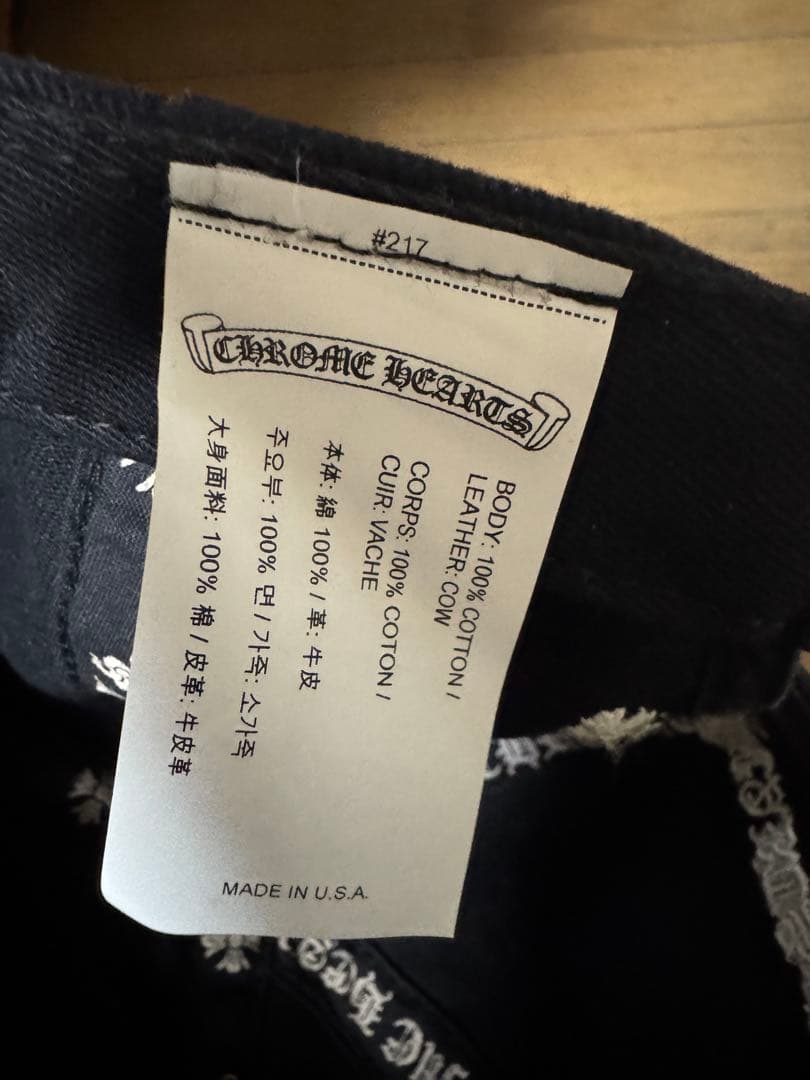 #217
CHROME HEARTS
BODY: 100% COTTON /
LEATHER: COW
CORPS: 100% COTON /
CUIR: VACHE
本体: 綿 100% / 革: 牛皮
주요부: 100% 면 / 가죽: 소가죽
大身面料: 100% 棉 / 皮革: 牛皮革
MADE IN U.S.A.